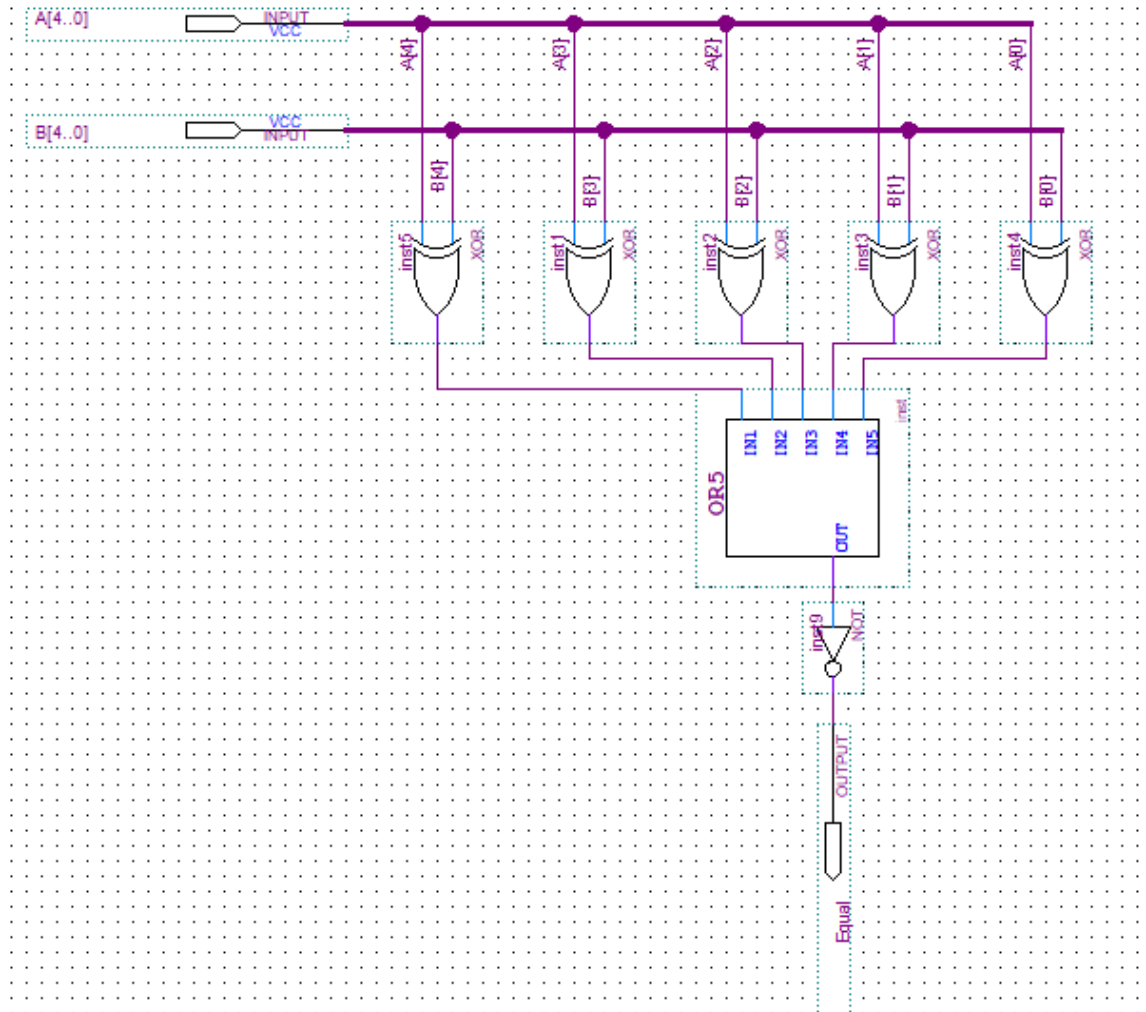 A[4..0]
INPUT
VCC
A[4]
A[3]
A[2]
A[1]
A[0]
B[4..0]
VCC
INPUT
B[4]
B[3]
B[2]
B[1]
B[0]
inst5
XOR
inst1
XOR
inst2
XOR
inst3
XOR
inst4
XOR
inst
IN1
IN2
IN3
IN4
IN5
OR5
OUT
inst9
NOT
OUTPUT
Equal